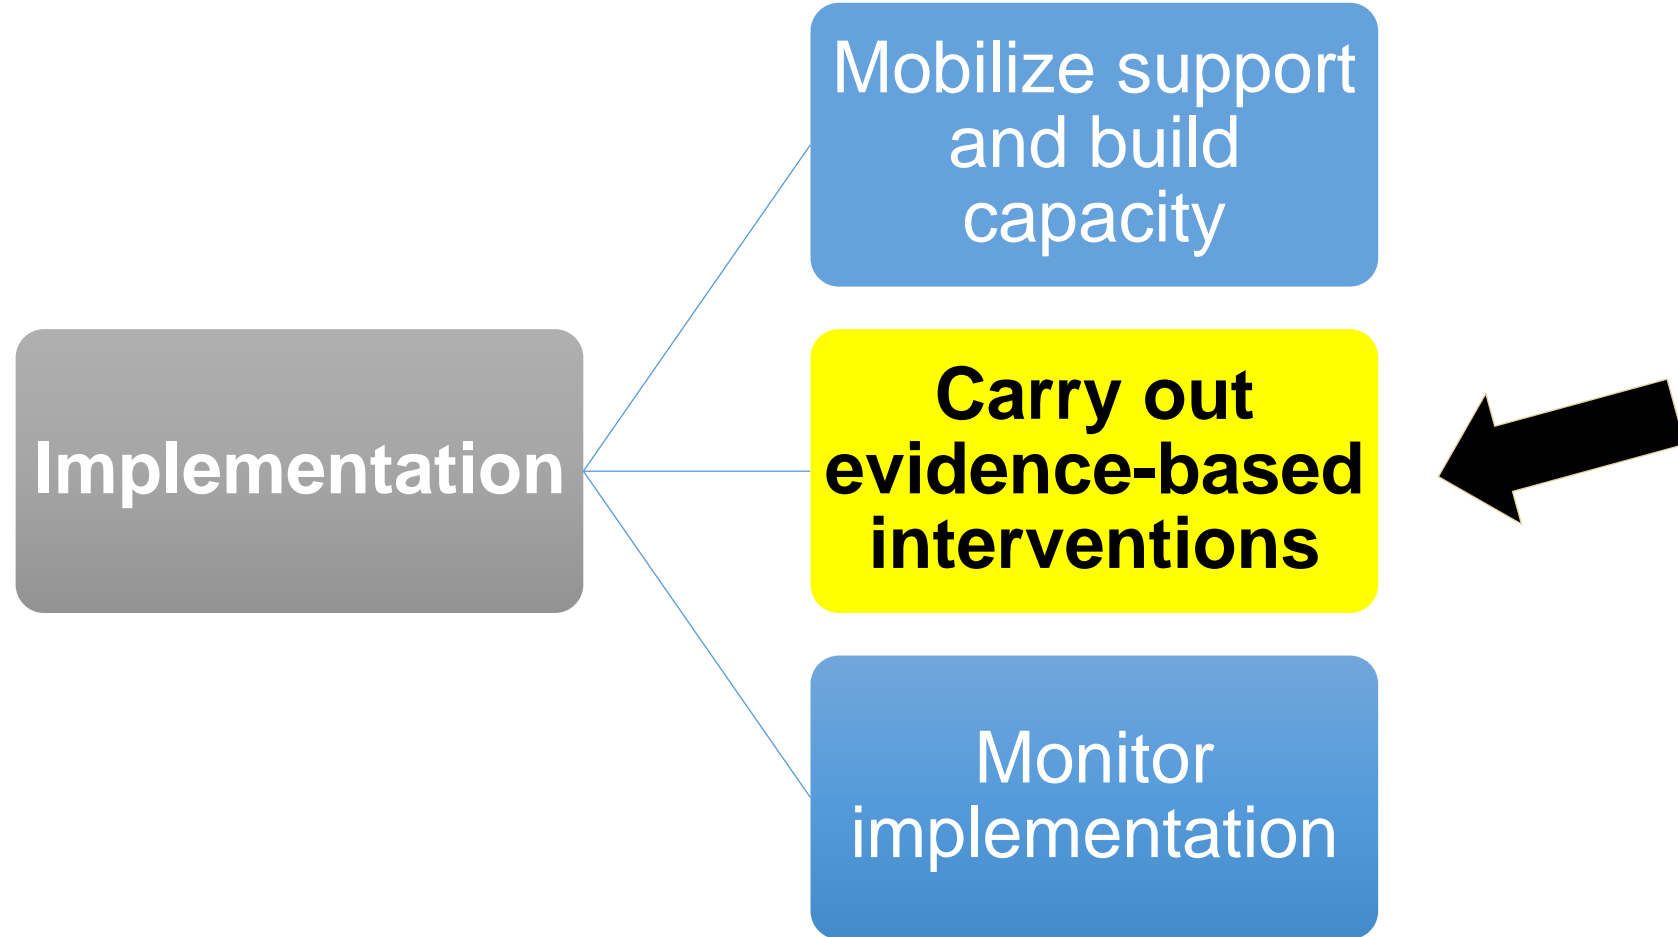 Implementation
Mobilize support
and build
capacity
Carry out
evidence-based
interventions
Monitor
implementation